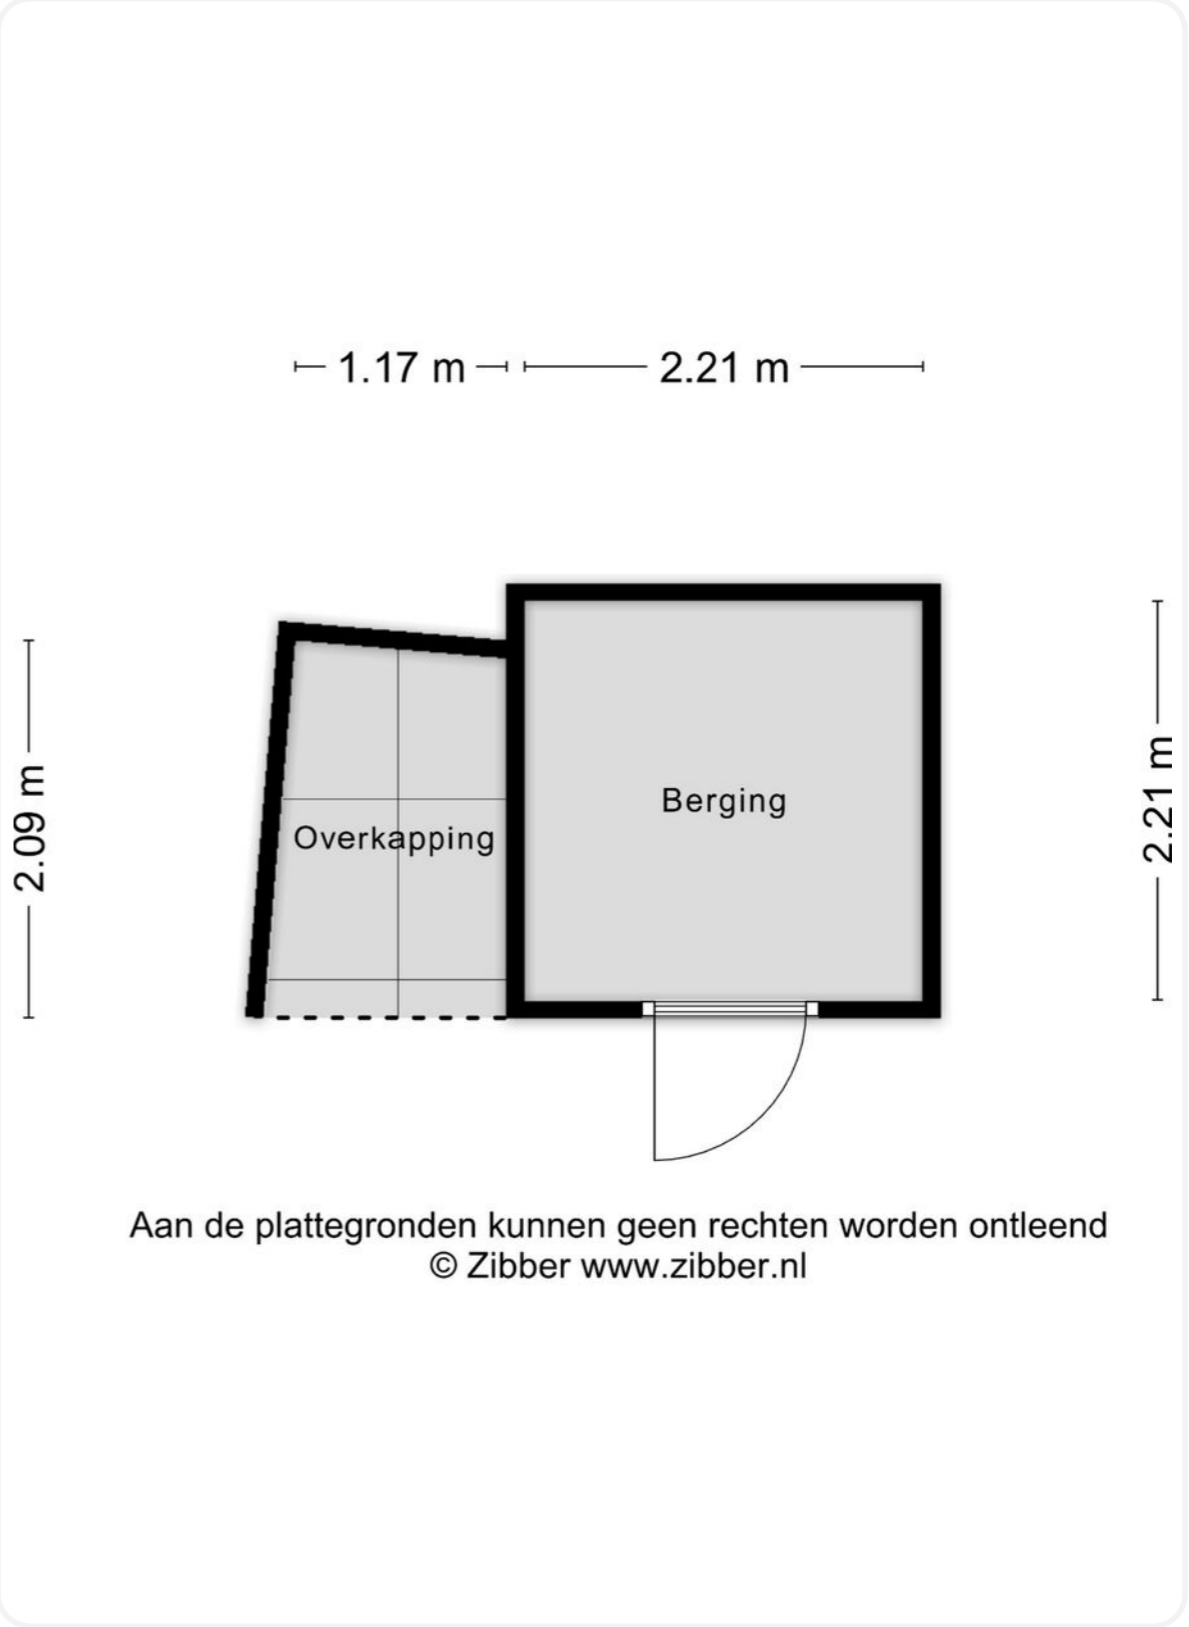 1.17 m
2.21 m
2.09 m
2.21 m
Berging
Overkapping
Aan de plattegronden kunnen geen rechten worden ontleend
© Zibber www.zibber.nl